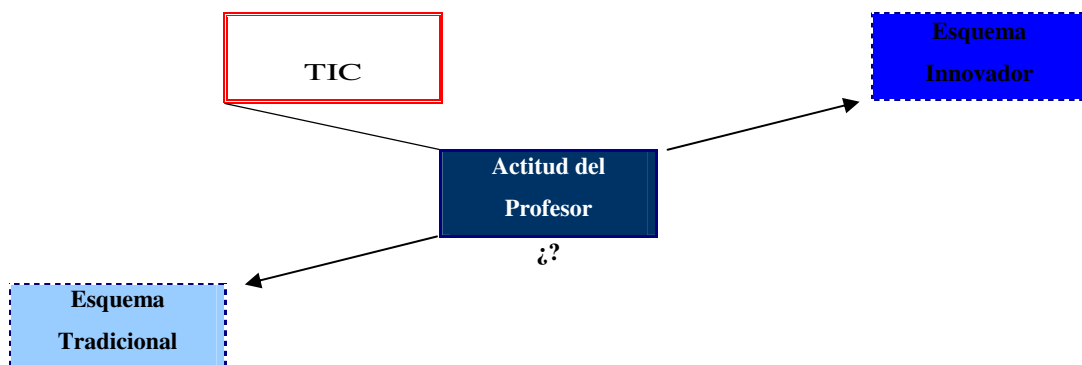 TIC
Esquema
Innovador
Actitud del
Profesor
¿?
Esquema
Tradicional